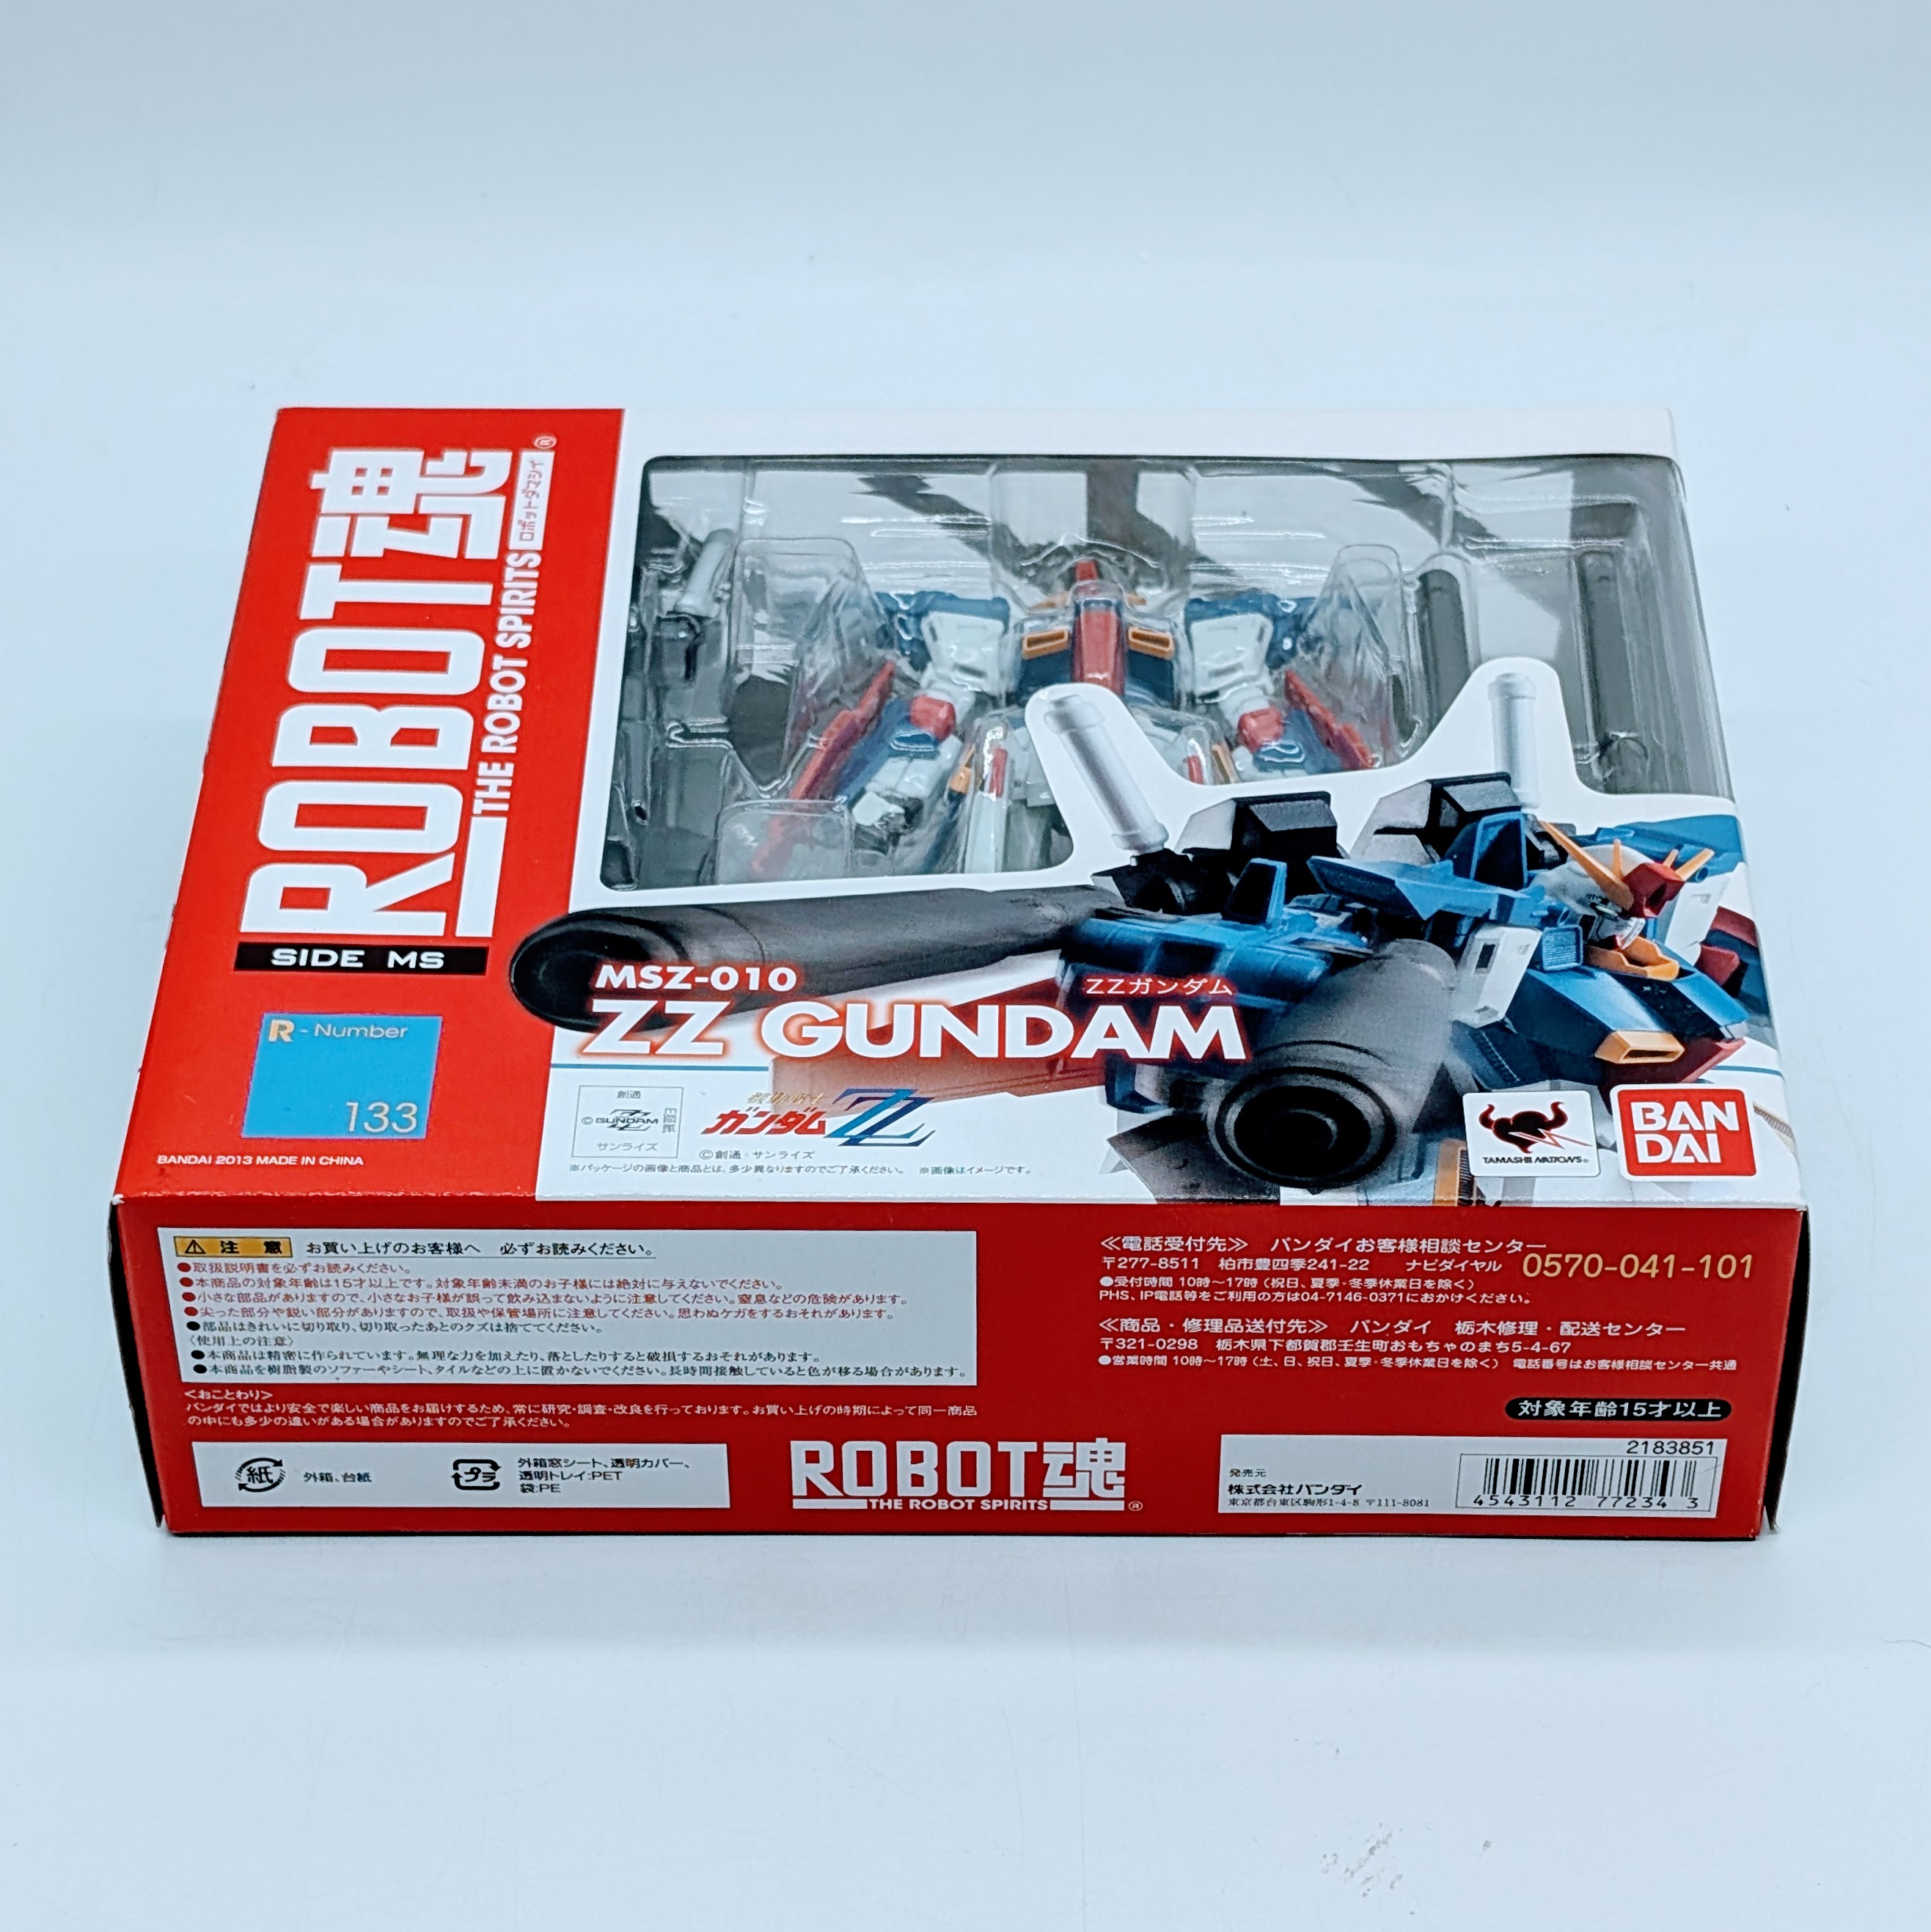 ROBOT魂
THE ROBOT SPIRITS
ロボットダマシイ
®
SIDE MS
R - Number
133
BANDAI 2013 MADE IN CHINA
MSZ-010
ZZガンダム
ZZ GUNDAM
創通
©GUNDAM
サンライズ
ガンダムZZ
©創通・サンライズ
※パッケージの画像と商品とは、多少異なりますのでご了承ください。 ※画像はイメージです。
TAMASHII NATIONS®
BAN
DAI
注 意 お買い上げのお客様へ 必ずお読みください。
●取扱説明書を必ずお読みください。
●本商品の対象年齢は15才以上です。対象年齢未満のお子様には絶対に与えないでください。
●小さな部品がありますので、小さなお子様が誤って飲み込まないように注意してください。窒息などの危険があります。
●尖った部分や鋭い部分がありますので、取扱や保管場所に注意してください。思わぬケガをするおそれがあります。
●部品はきれいに切り取り、切り取ったあとのクズは捨ててください。
〈使用上の注意〉
●本商品は精密に作られています。無理な力を加えたり、落としたりすると破損するおそれがあります。
●本商品を樹脂製のソファーやシート、タイルなどの上に置かないでください。長時間接触していると色が移る場合があります。
<おことわり>
バンダイではより安全で楽しい商品をお届けするため、常に研究・調査・改良を行っております。お買い上げの時期によって同一商品
の中にも多少の違いがある場合がありますのでご了承ください。
紙 外箱、台紙
プラ 外箱窓シート、透明カバー、
透明トレイ:PET
袋:PE
ROBOT魂
THE ROBOT SPIRITS ®
≪電話受付先≫ バンダイお客様相談センター
〒277-8511 柏市豊四季241-22 ナビダイヤル 0570-041-101
●受付時間 10時〜17時(祝日、夏季・冬季休業日を除く)
PHS、IP電話等をご利用の方は04-7146-0371におかけください。
≪商品・修理品送付先≫ バンダイ 栃木修理・配送センター
〒321-0298 栃木県下都賀郡壬生町おもちゃのまち5-4-67
●営業時間 10時〜17時(土、日、祝日、夏季・冬季休業日を除く) 電話番号はお客様相談センター共通
対象年齢15才以上
2183851
発売元
株式会社バンダイ
東京都台東区駒形1-4-8 〒111-8081
4543112 77234 3